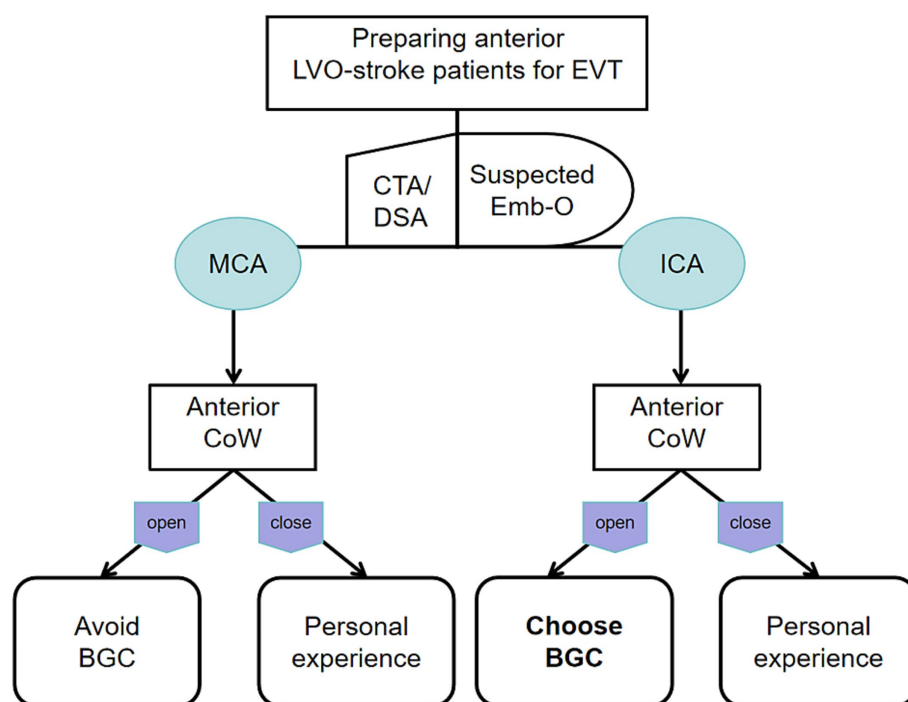 Preparing anterior
LVO-stroke patients for EVT
CTA/
DSA
Suspected
Emb-O
MCA
ICA
Anterior
CoW
Anterior
CoW
open
close
open
close
Avoid
BGC
Personal
experience
Choose
BGC
Personal
experience